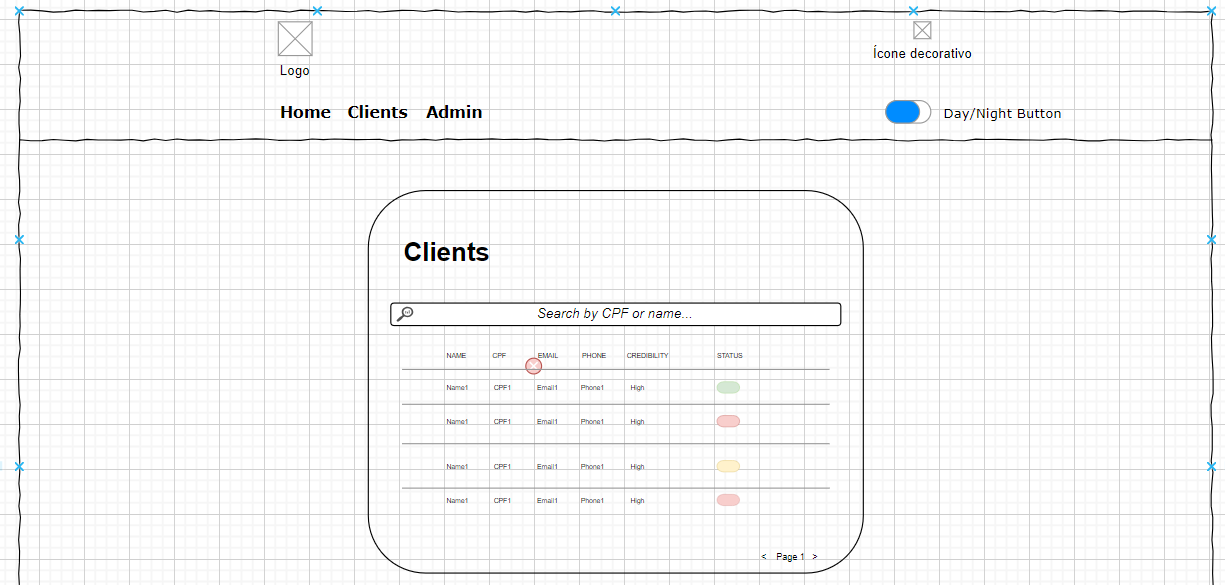 Logo
Ícone decorativo
Home Clients Admin
Day/Night Button
Clients
Search by CPF or name...
NAME CPF EMAIL PHONE CREDIBILITY STATUS
Name1 CPF1 Email1 Phone1 High
Name1 CPF1 Email1 Phone1 High
Name1 CPF1 Email1 Phone1 High
Name1 CPF1 Email1 Phone1 High
< Page 1 >